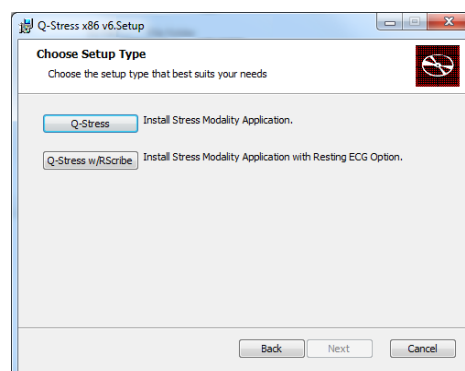 Q-Stress x86 v6.Setup
Choose Setup Type
Choose the setup type that best suits your needs
Q-Stress Install Stress Modality Application.
Q-Stress w/RScribe Install Stress Modality Application with Resting ECG Option.
Back Next Cancel